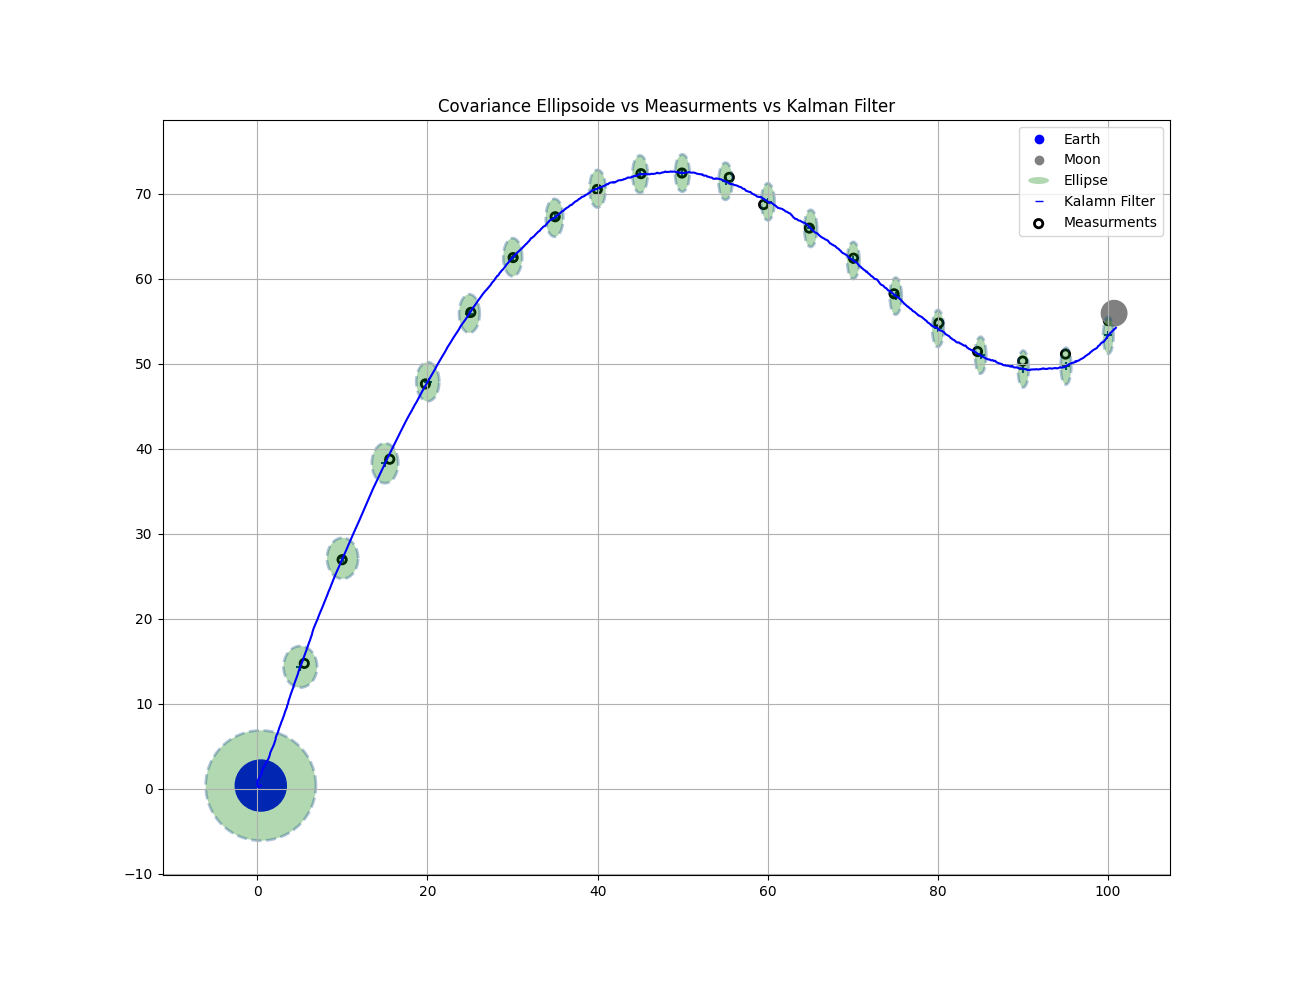 Covariance Ellipsoide vs Measurments vs Kalman Filter
Earth
Moon
Ellipse
Kalamn Filter
Measurments
70
60
50
40
30
20
10
0
−10
0 20 40 60 80 100